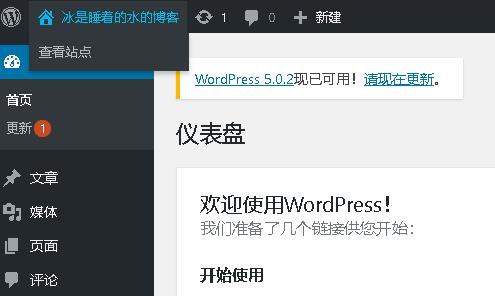 冰是睡着的水的博客 1 0 新建
查看站点
首页
更新 1
文章
媒体
页面
评论
WordPress 5.0.2现已可用！请现在更新。
仪表盘
欢迎使用WordPress！
我们准备了几个链接供您开始：
开始使用